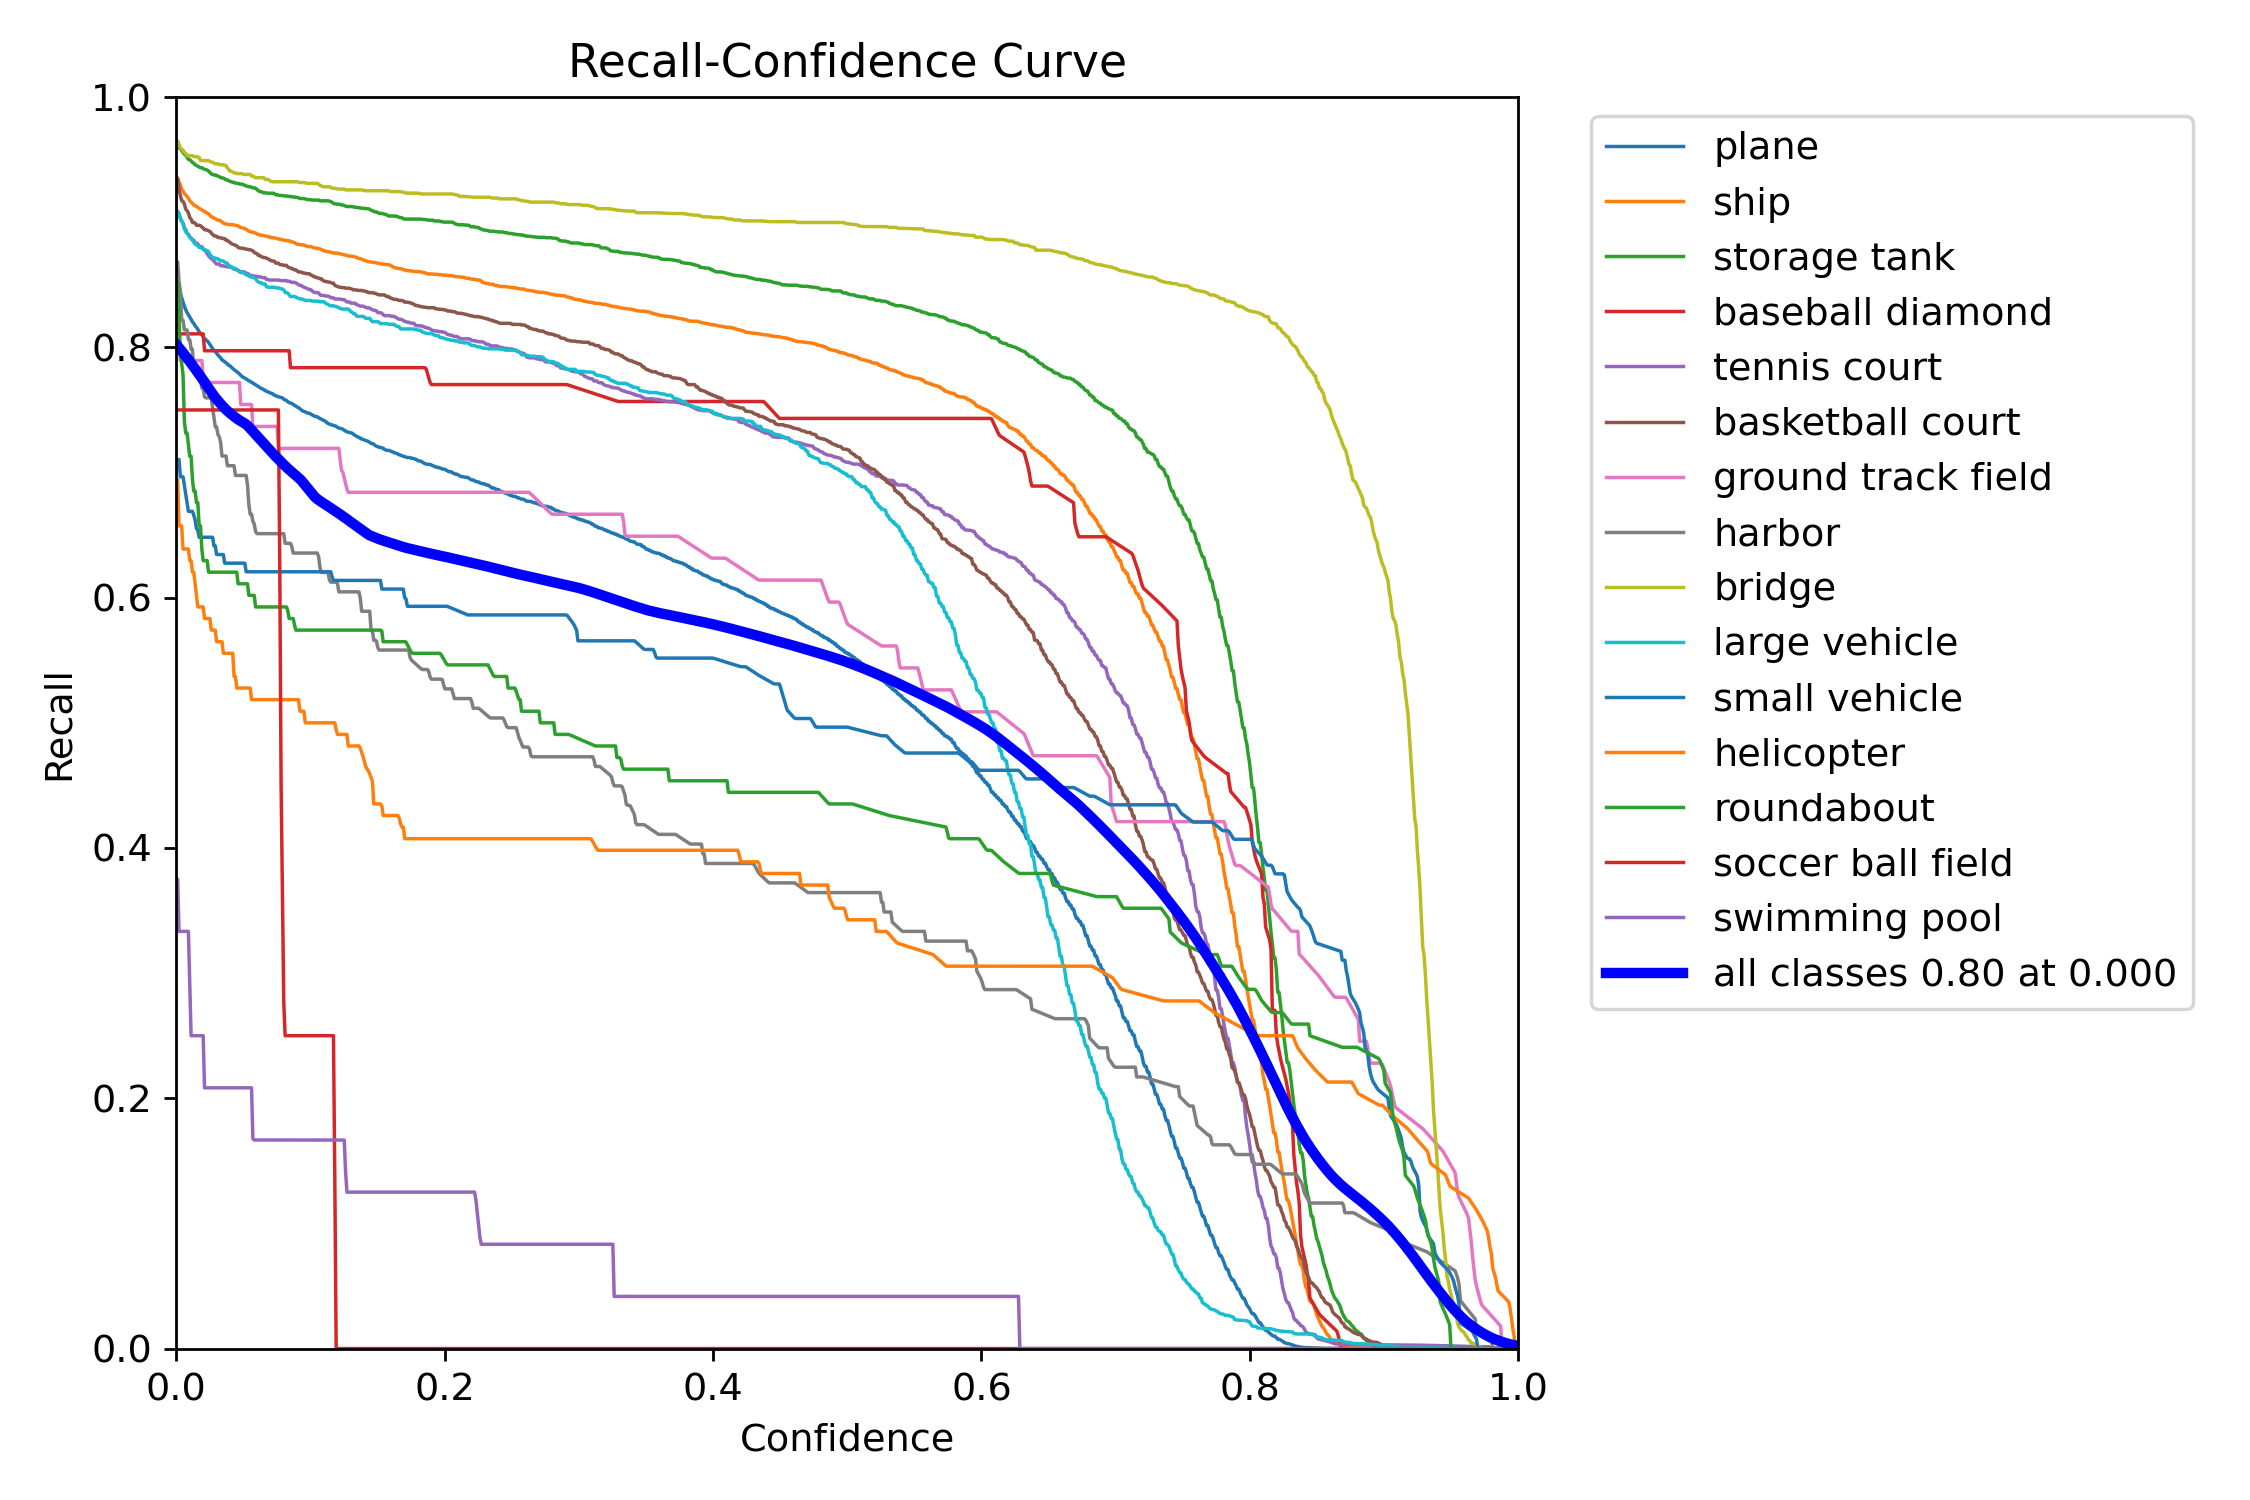 Recall-Confidence Curve
1.0
0.8
0.6
0.4
0.2
0.0
Recall
0.0 0.2 0.4 0.6 0.8 1.0
Confidence
plane
ship
storage tank
baseball diamond
tennis court
basketball court
ground track field
harbor
bridge
large vehicle
small vehicle
helicopter
roundabout
soccer ball field
swimming pool
all classes 0.80 at 0.000